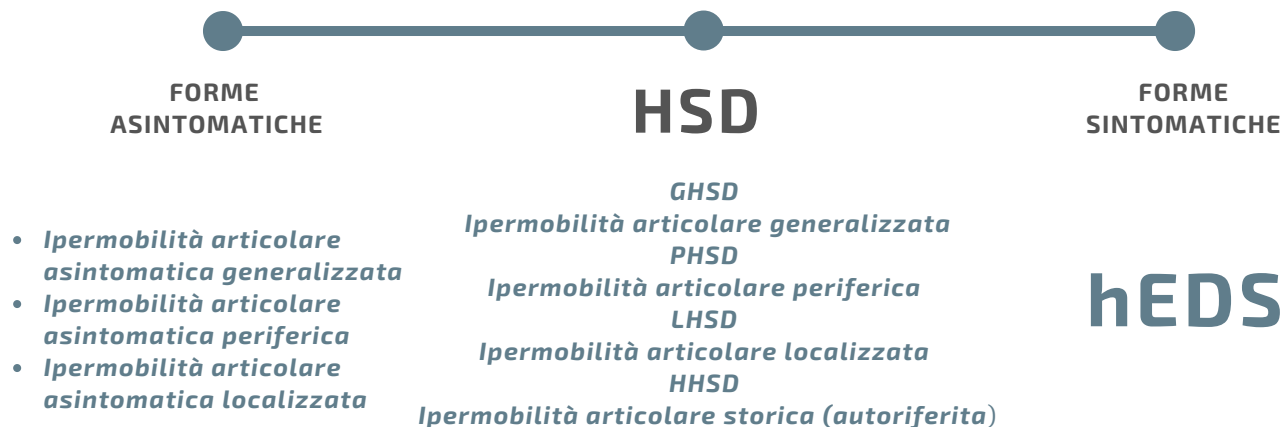 FORME
ASINTOMATICHE
• Ipermobilità articolare
asintomatica generalizzata
• Ipermobilità articolare
asintomatica periferica
• Ipermobilità articolare
asintomatica localizzata
HSD
GHSD
Ipermobilità articolare generalizzata
PHSD
Ipermobilità articolare periferica
LHSD
Ipermobilità articolare localizzata
HHSD
Ipermobilità articolare storica (autoriferita)
FORME
SINTOMATICHE
hEDS